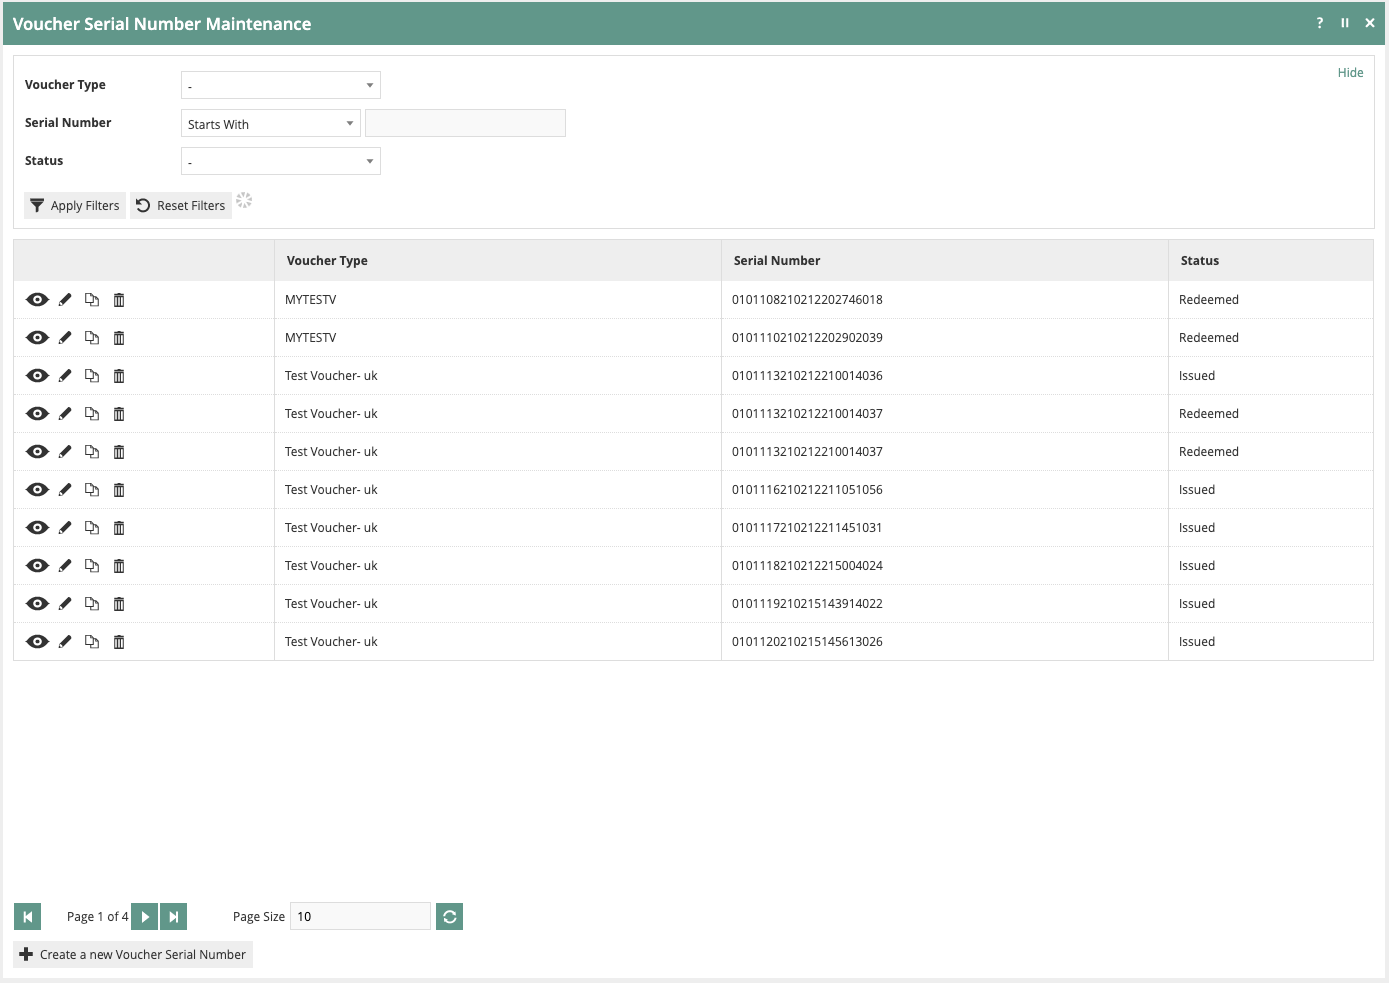 Voucher Serial Number Maintenance ?
Hide
Voucher Type -
Serial Number Starts With
Status -
Apply Filters Reset Filters
Voucher Type Serial Number Status
MYTESTV 0101108210212202746018 Redeemed
MYTESTV 0101110210212202902039 Redeemed
Test Voucher- uk 0101113210212210014036 Issued
Test Voucher- uk 0101113210212210014037 Redeemed
Test Voucher- uk 0101113210212210014037 Redeemed
Test Voucher- uk 0101116210212211051056 Issued
Test Voucher- uk 0101117210212211451031 Issued
Test Voucher- uk 0101118210212215004024 Issued
Test Voucher- uk 0101119210215143914022 Issued
Test Voucher- uk 0101120210215145613026 Issued
Page 1 of 4 Page Size 10
Create a new Voucher Serial Number